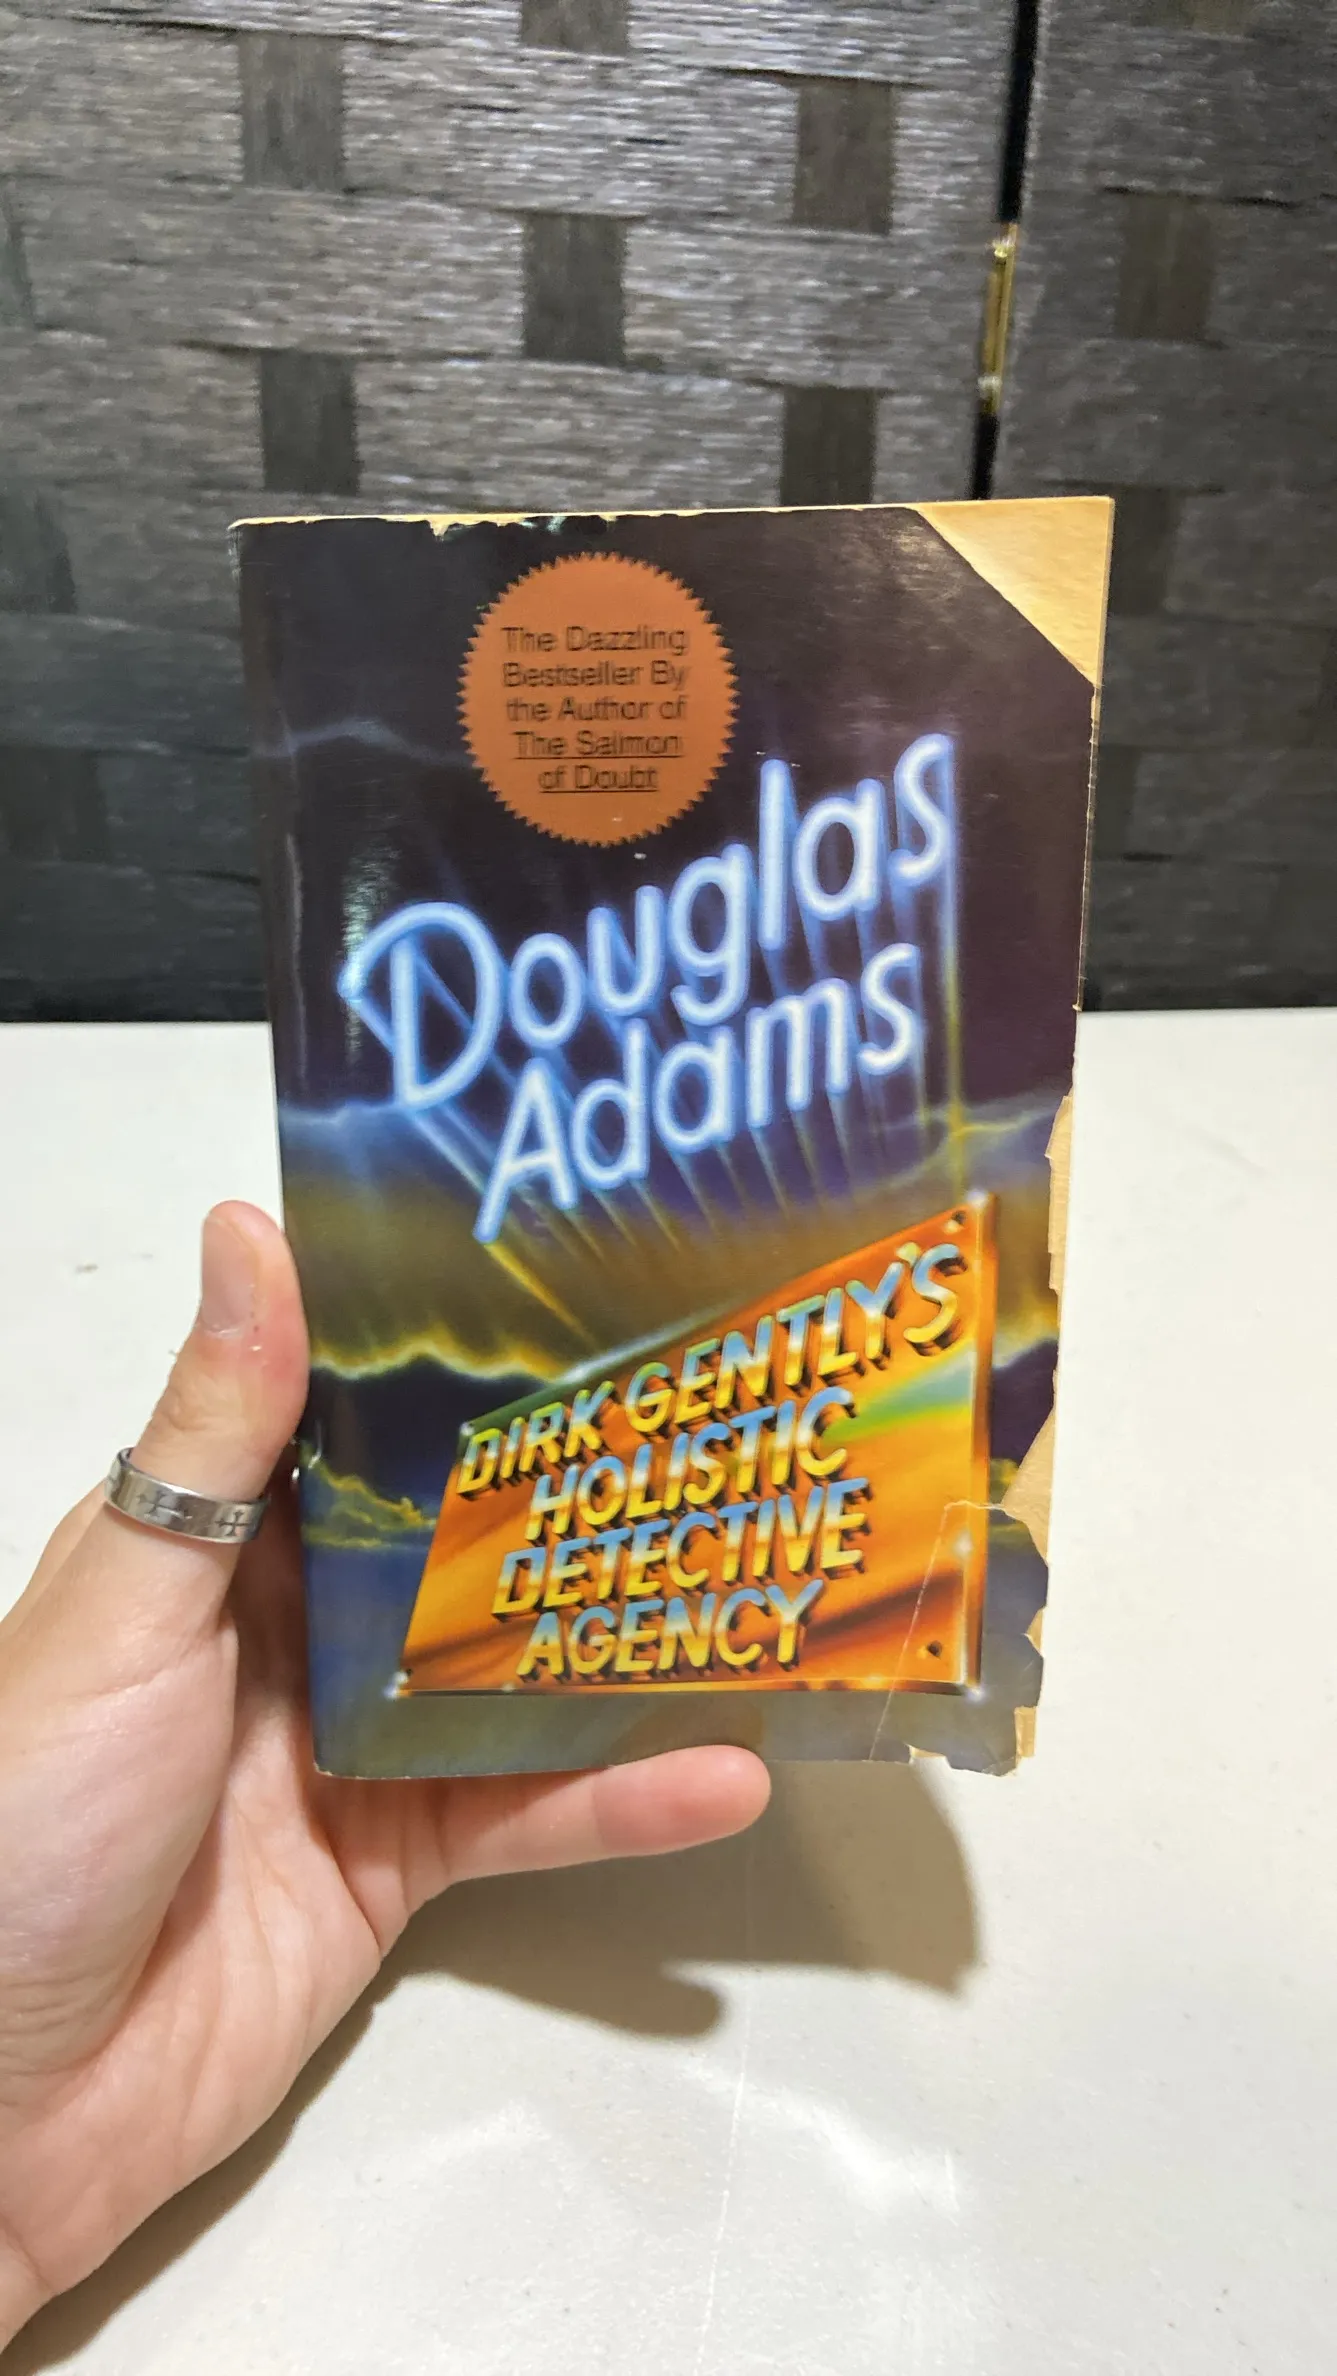 The Dazzling
Bestseller By
the Author of
The Salmon
of Doubt
Douglas
Adams
DIRK GENTLY'S
HOLISTIC
DETECTIVE
AGENCY